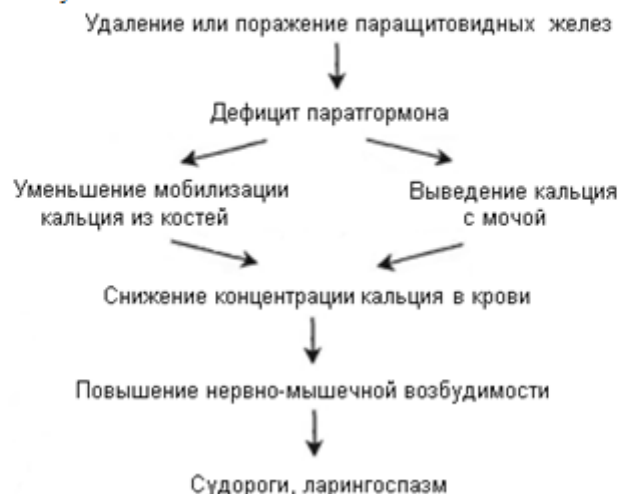 Удаление или поражение паращитовидных желез
Дефицит паратгормона
Уменьшение мобилизации
кальция из костей
Выведение кальция
с мочой
Снижение концентрации кальция в крови
Повышение нервно-мышечной возбудимости
Судороги, ларингоспазм